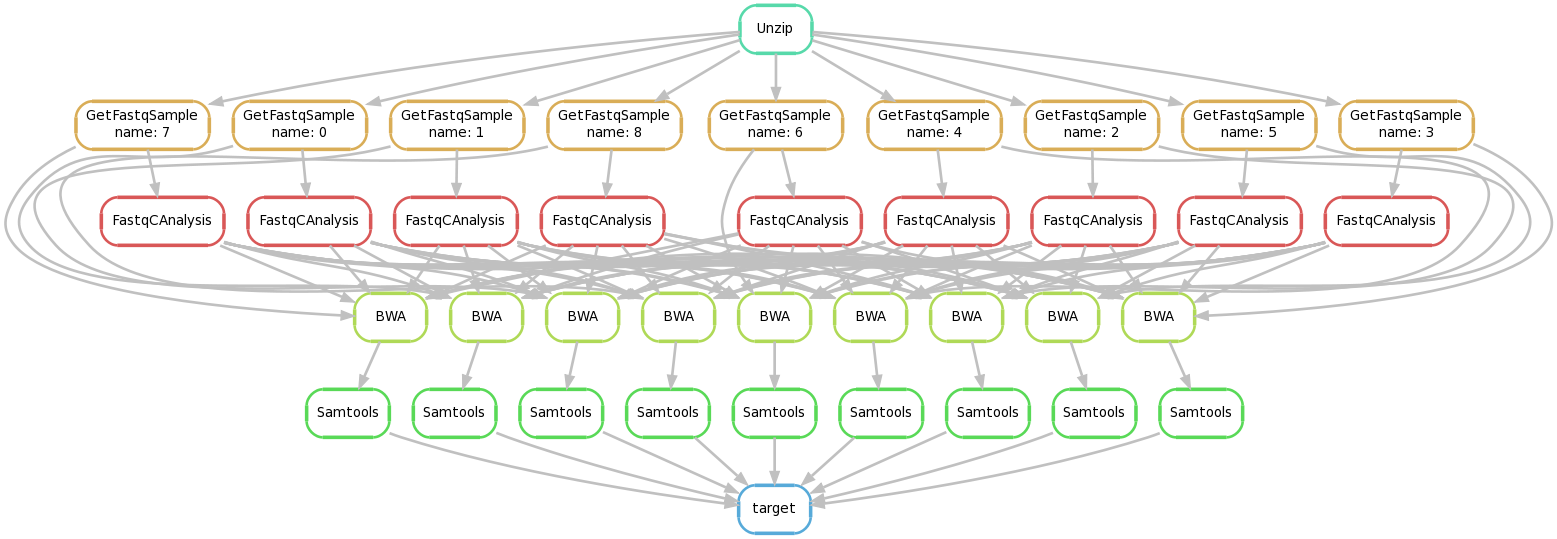 Unzip
GetFastqSample
name: 7
GetFastqSample
name: 0
GetFastqSample
name: 1
GetFastqSample
name: 8
GetFastqSample
name: 6
GetFastqSample
name: 4
GetFastqSample
name: 2
GetFastqSample
name: 5
GetFastqSample
name: 3
FastqCAnalysis
FastqCAnalysis
FastqCAnalysis
FastqCAnalysis
FastqCAnalysis
FastqCAnalysis
FastqCAnalysis
FastqCAnalysis
FastqCAnalysis
BWA
BWA
BWA
BWA
BWA
BWA
BWA
BWA
BWA
Samtools
Samtools
Samtools
Samtools
Samtools
Samtools
Samtools
Samtools
Samtools
target